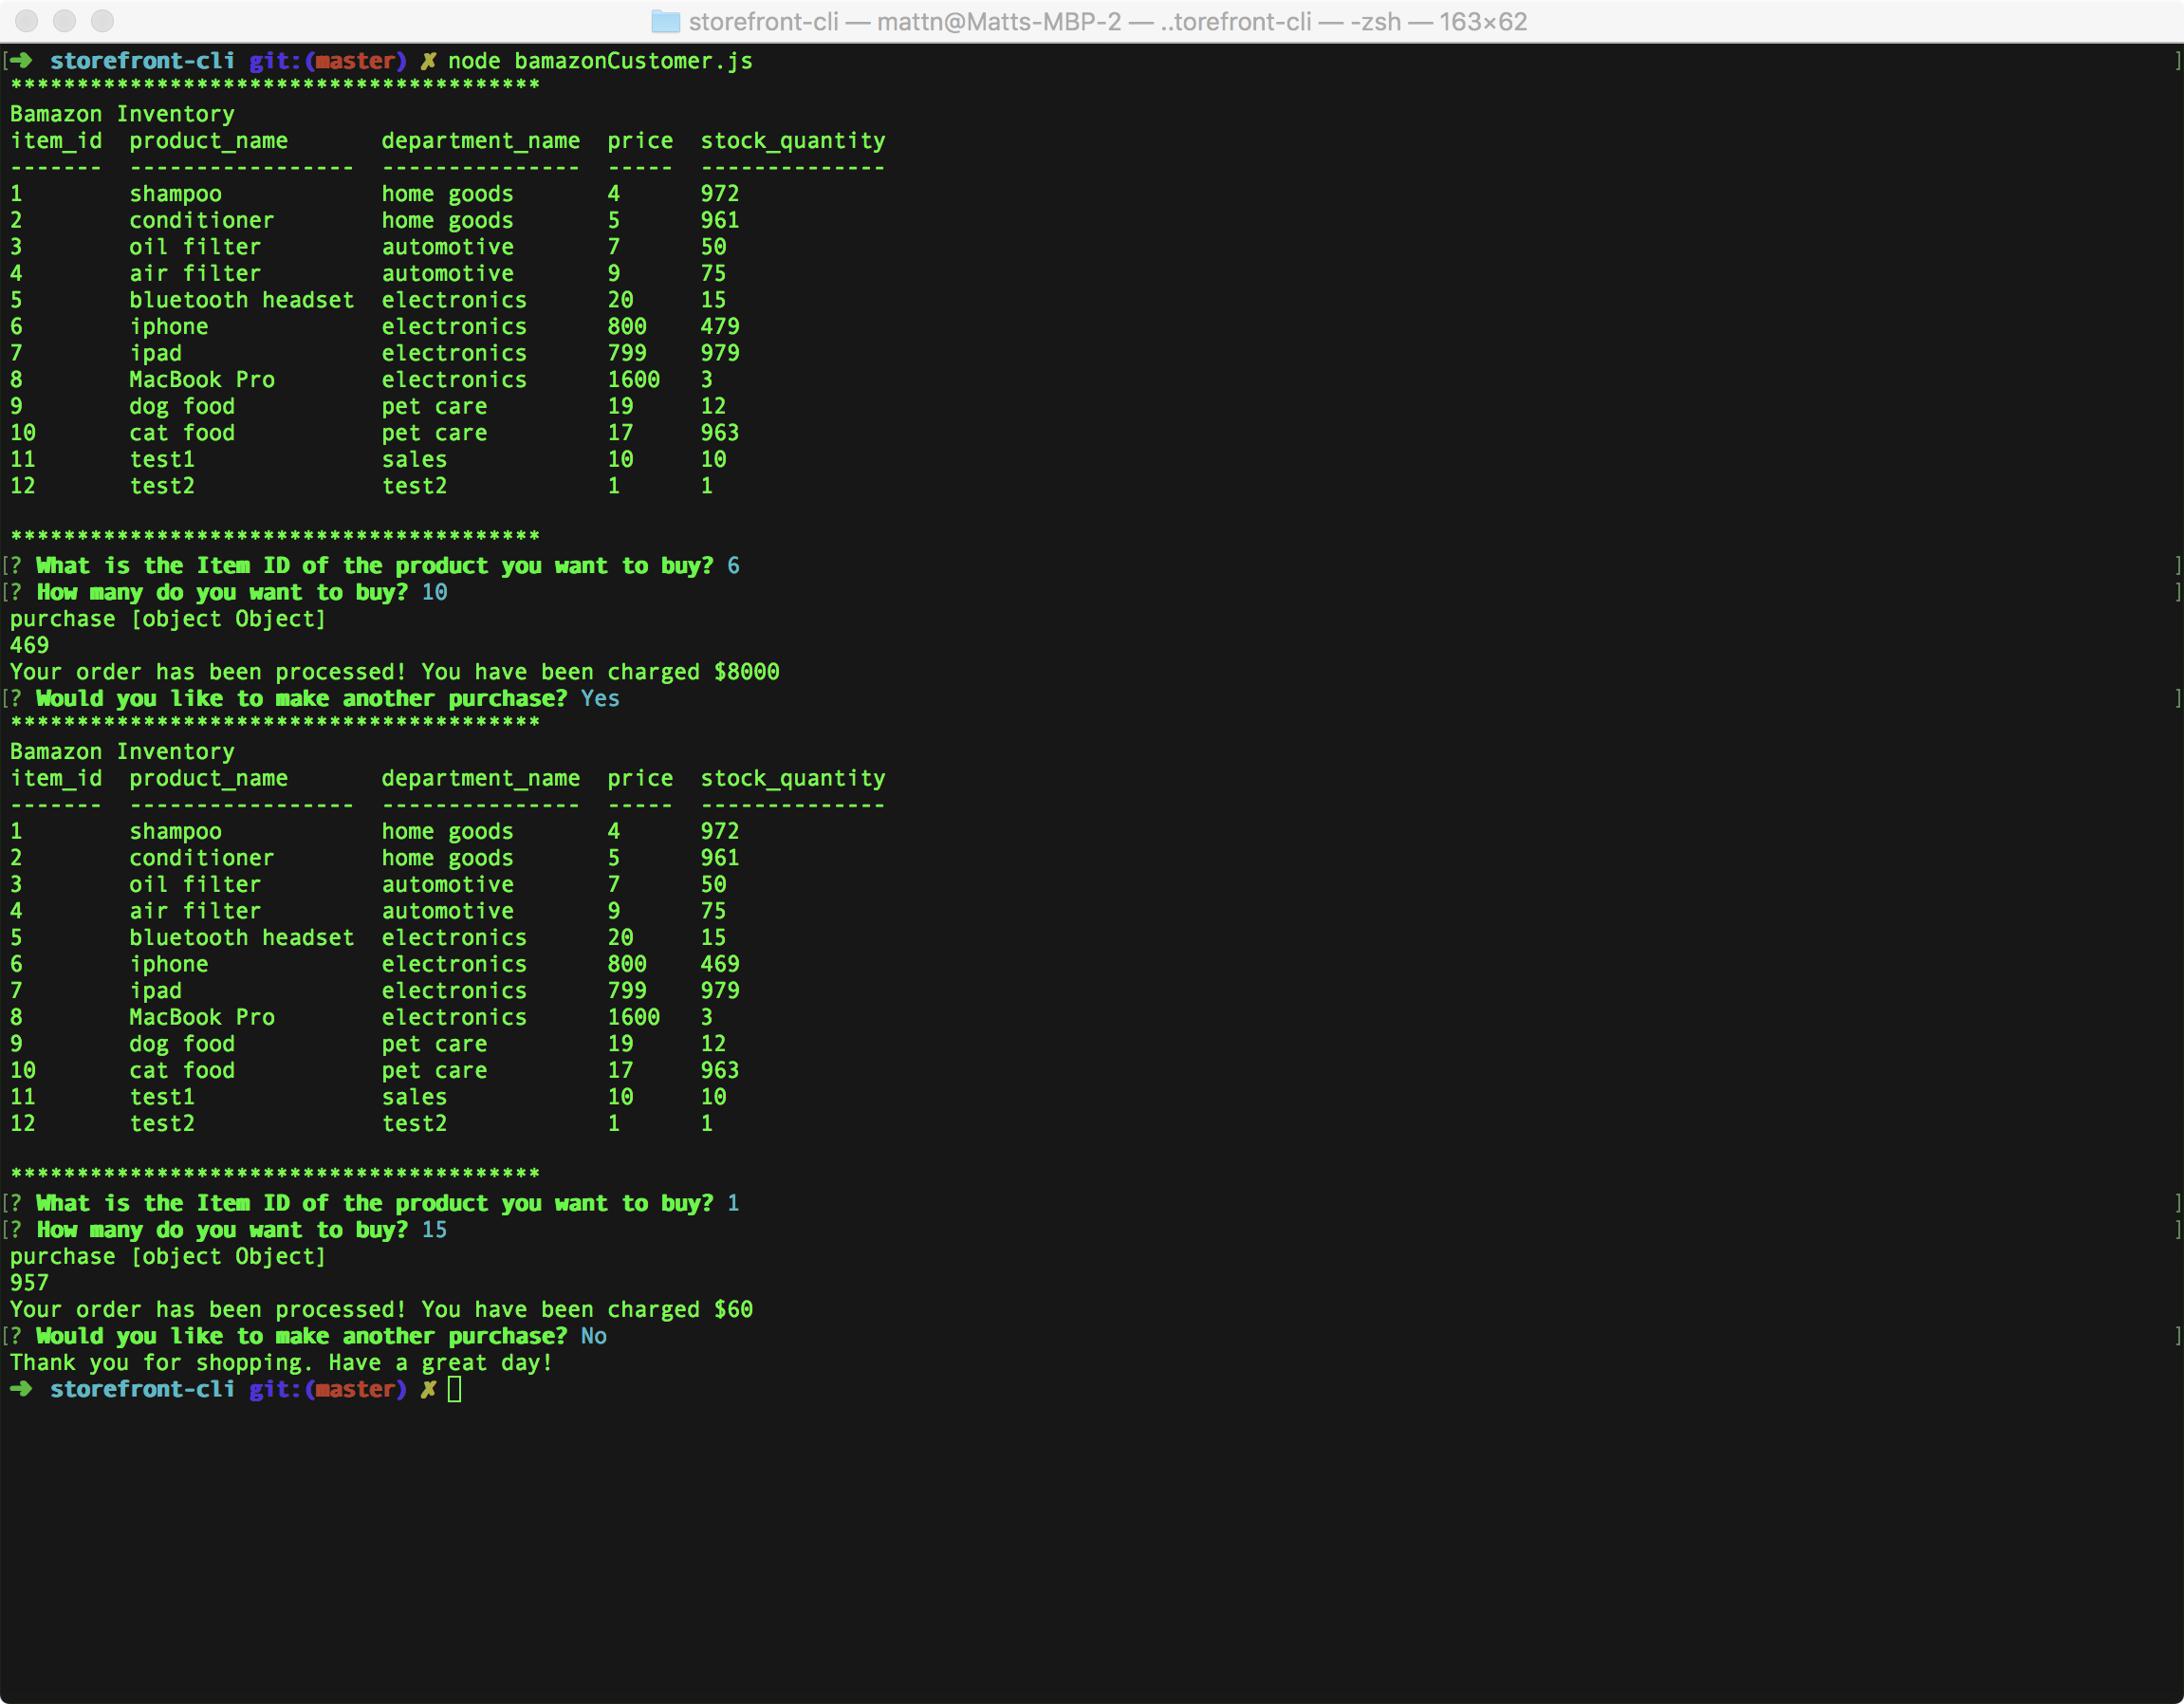 storefront-cli — mattn@Matts-MBP-2 — ..torefront-cli — -zsh — 163×62
[➜  storefront-cli git:(master) ✗ node bamazonCustomer.js ]
****************************************
Bamazon Inventory
item_id  product_name       department_name  price  stock_quantity
-------  -----------------  ---------------  -----  --------------
1        shampoo            home goods       4      972
2        conditioner        home goods       5      961
3        oil filter         automotive       7      50
4        air filter         automotive       9      75
5        bluetooth headset  electronics      20     15
6        iphone             electronics      800    479
7        ipad               electronics      799    979
8        MacBook Pro        electronics      1600   3
9        dog food           pet care         19     12
10       cat food           pet care         17     963
11       test1              sales            10     10
12       test2              test2            1      1
****************************************
[? What is the Item ID of the product you want to buy? 6 ]
[? How many do you want to buy? 10 ]
purchase [object Object]
469
Your order has been processed! You have been charged $8000
[? Would you like to make another purchase? Yes ]
****************************************
Bamazon Inventory
item_id  product_name       department_name  price  stock_quantity
-------  -----------------  ---------------  -----  --------------
1        shampoo            home goods       4      972
2        conditioner        home goods       5      961
3        oil filter         automotive       7      50
4        air filter         automotive       9      75
5        bluetooth headset  electronics      20     15
6        iphone             electronics      800    469
7        ipad               electronics      799    979
8        MacBook Pro        electronics      1600   3
9        dog food           pet care         19     12
10       cat food           pet care         17     963
11       test1              sales            10     10
12       test2              test2            1      1
****************************************
[? What is the Item ID of the product you want to buy? 1 ]
[? How many do you want to buy? 15 ]
purchase [object Object]
957
Your order has been processed! You have been charged $60
[? Would you like to make another purchase? No ]
Thank you for shopping. Have a great day!
➜  storefront-cli git:(master) ✗